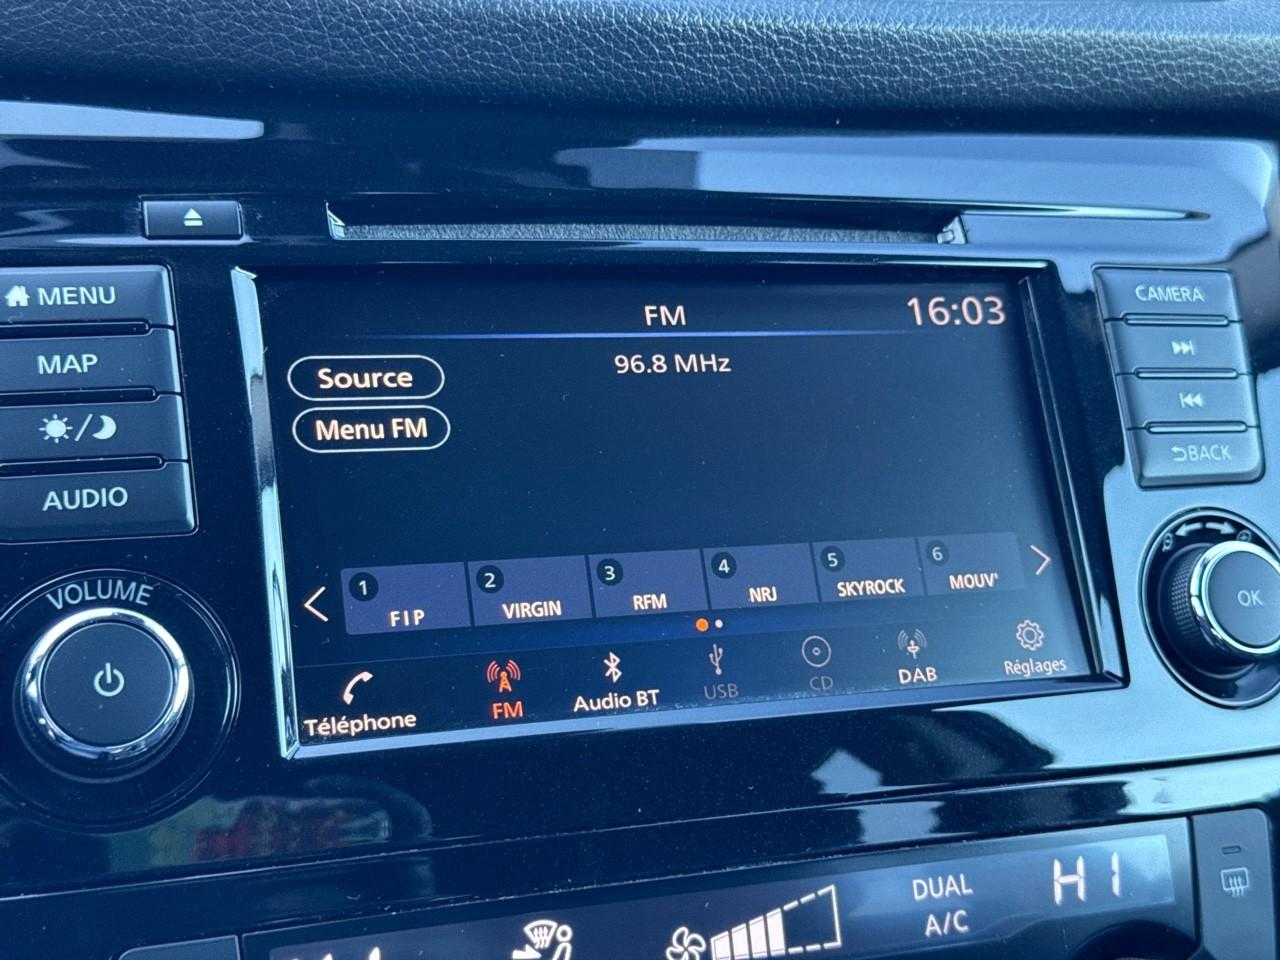 MENU
MAP
AUDIO
VOLUME
FM
16:03
96.8 MHz
Source
Menu FM
1 FIP
2 VIRGIN
3 RFM
4 NRJ
5 SKYROCK
6 MOUV'
Téléphone
FM
Audio BT
USB
CD
DAB
Réglages
CAMERA
BACK
OK
DUAL
A/C
HI